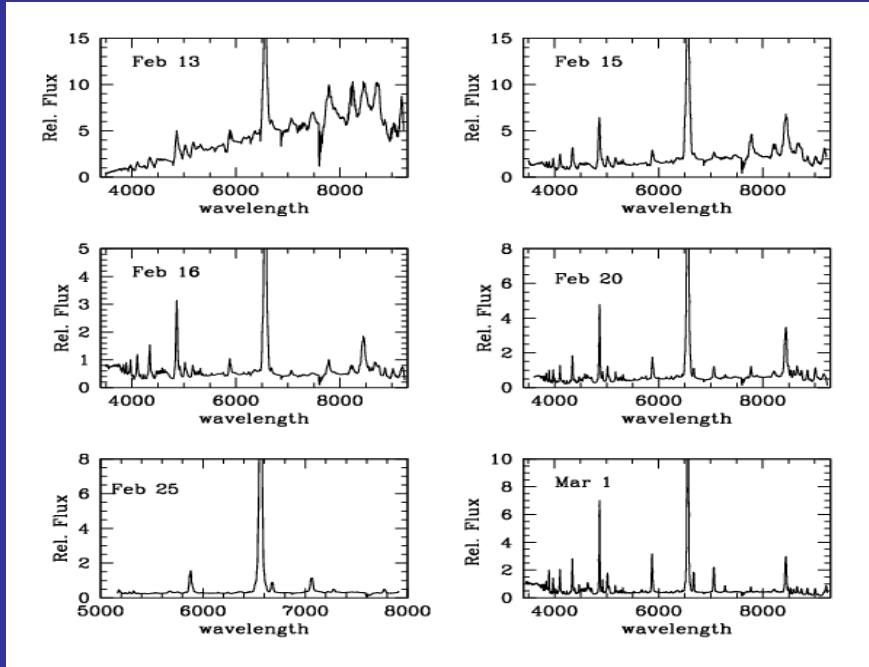 15
10
5
0
Rel. Flux
Feb 13
4000 6000 8000
wavelength
15
10
5
0
Rel. Flux
Feb 15
4000 6000 8000
wavelength
5
4
3
2
1
0
Rel. Flux
Feb 16
4000 6000 8000
wavelength
8
6
4
2
0
Rel. Flux
Feb 20
4000 6000 8000
wavelength
8
6
4
2
0
Rel. Flux
Feb 25
5000 6000 7000 8000
wavelength
10
8
6
4
2
0
Rel. Flux
Mar 1
4000 6000 8000
wavelength